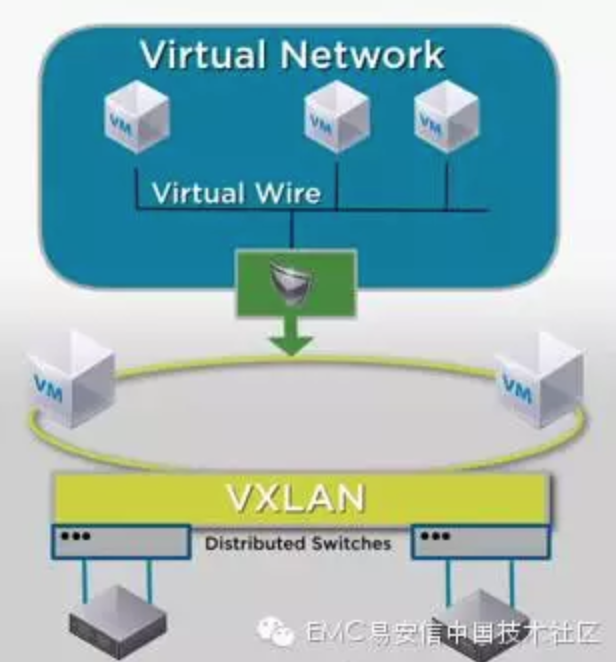 Virtual Network
VM
VM
VM
Virtual Wire
VM
VM
VXLAN
Distributed Switches
EMC易安信中国技术社区